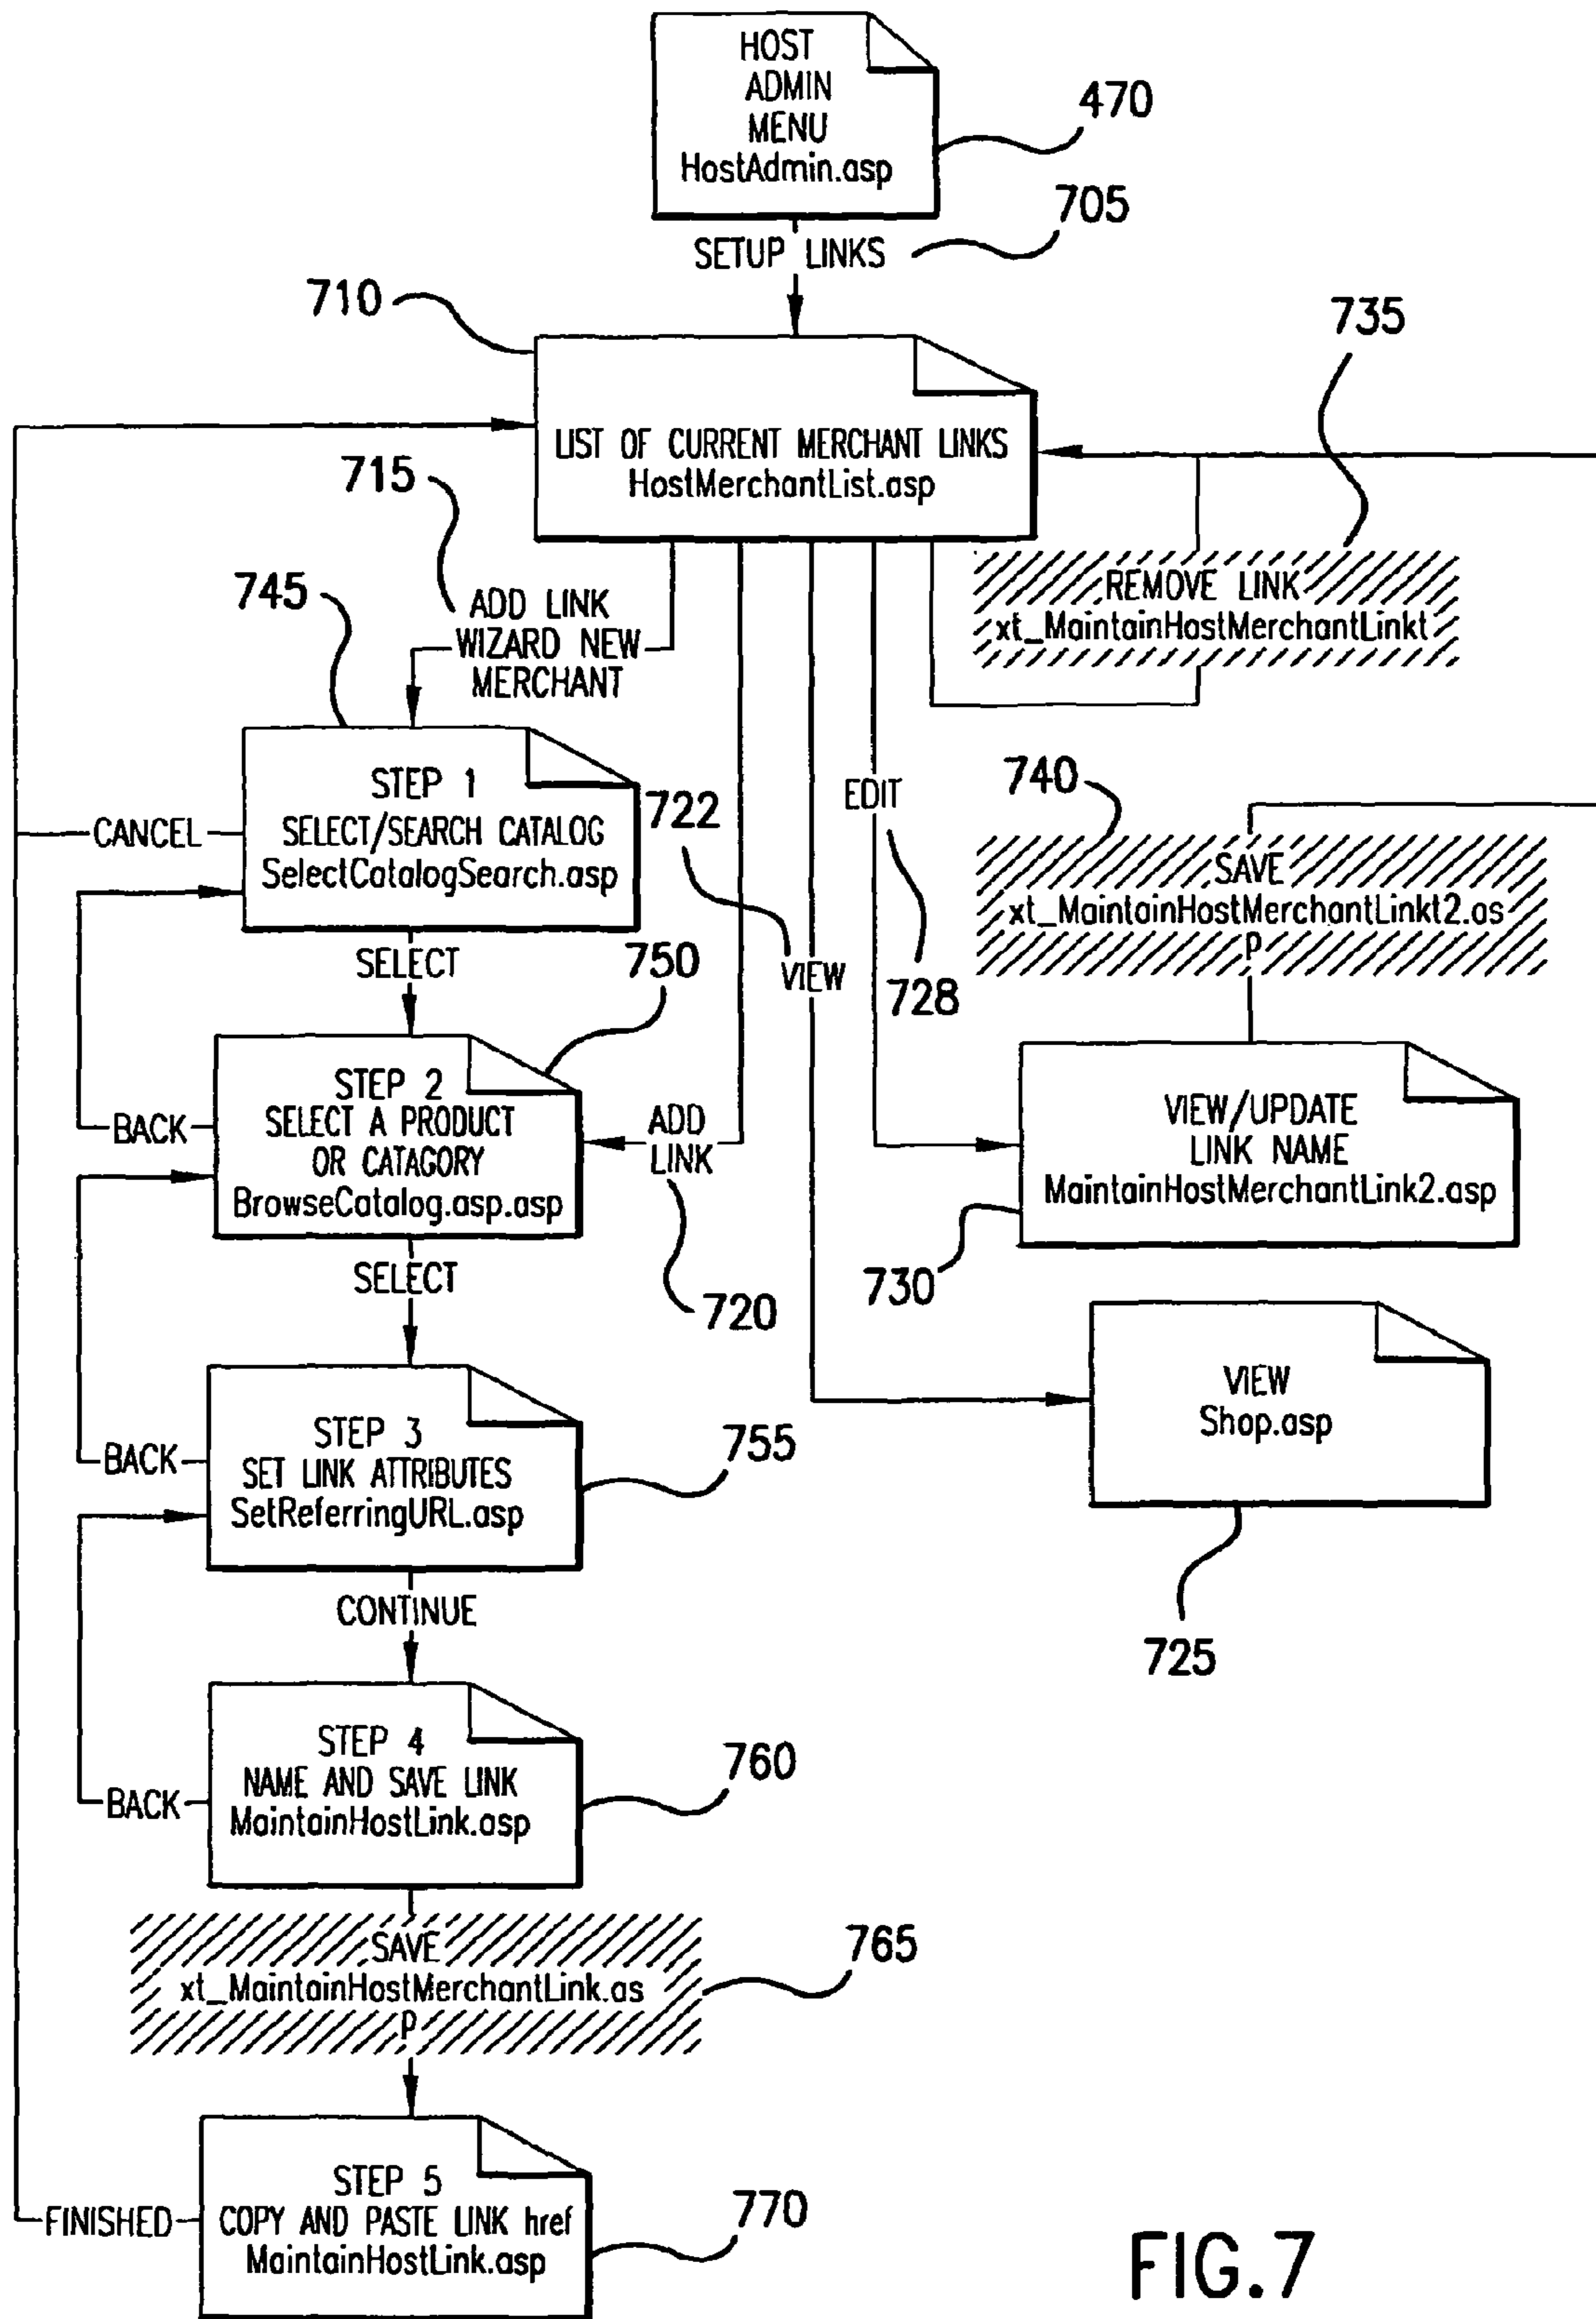 HOST
ADMIN
MENU
HostAdmin.asp
470
705
SETUP LINKS
710
735
LIST OF CURRENT MERCHANT LINKS
HostMerchantList.asp
715
745
ADD LINK
WIZARD NEW
MERCHANT
REMOVE LINK
xt_MaintainHostMerchantLinkt
STEP 1
SELECT/SEARCH CATALOG
SelectCatalogSearch.asp
CANCEL
722
EDIT
740
SAVE
xt_MaintainHostMerchantLinkt2.as
p
SELECT
750
VIEW
728
STEP 2
SELECT A PRODUCT
OR CATAGORY
BrowseCatalog.asp.asp
BACK
ADD
LINK
VIEW/UPDATE
LINK NAME
MaintainHostMerchantLink2.asp
SELECT
720
730
STEP 3
SET LINK ATTRIBUTES
SetReferringURL.asp
BACK
755
VIEW
Shop.asp
CONTINUE
725
STEP 4
NAME AND SAVE LINK
MaintainHostLink.asp
BACK
760
SAVE
xt_MaintainHostMerchantLink.as
p
765
STEP 5
COPY AND PASTE LINK href
MaintainHostLink.asp
FINISHED
770
FIG.7